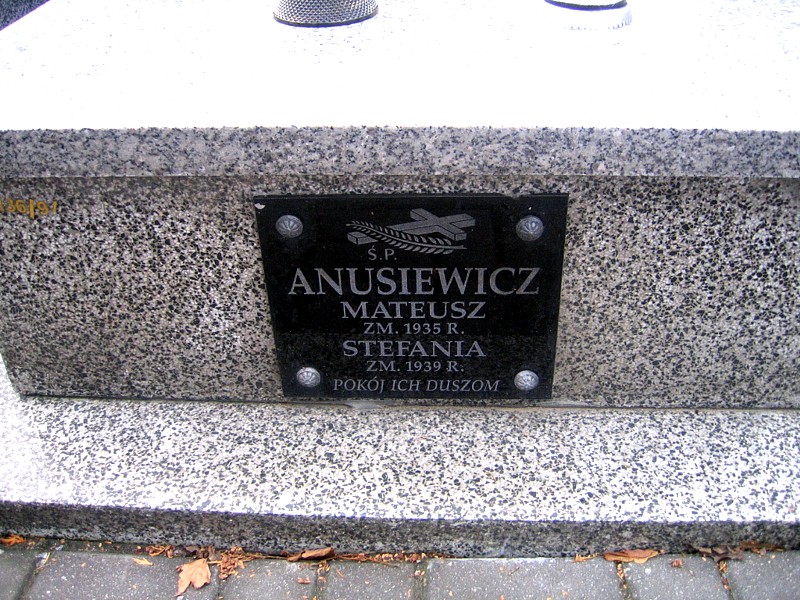 Ś.P.
ANUSIEWICZ
MATEUSZ
ZM. 1935 R.
STEFANIA
ZM. 1939 R.
POKÓJ ICH DUSZOM